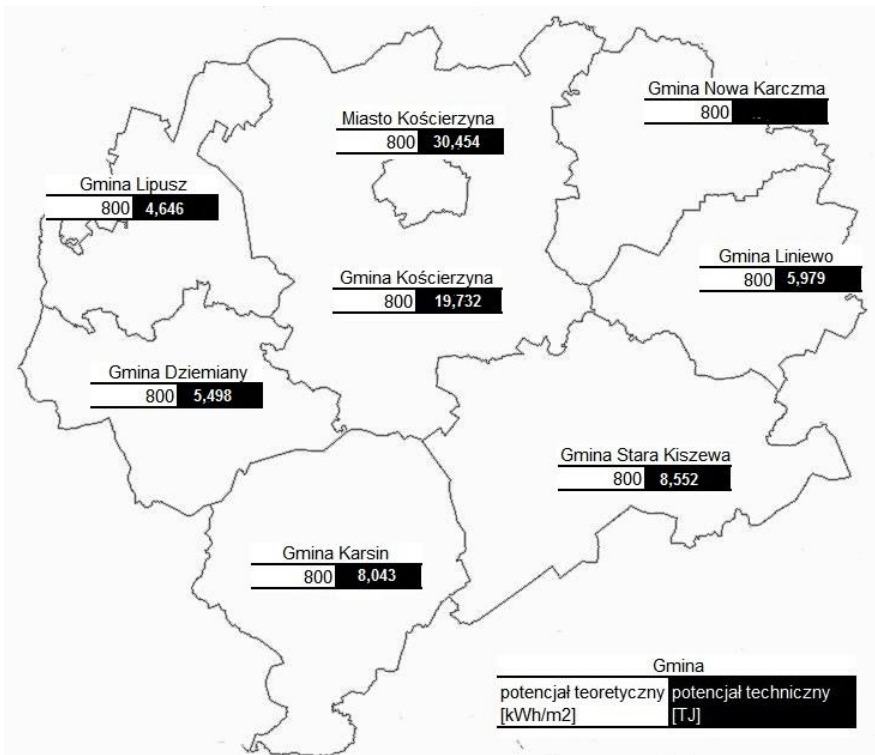 Gmina Nowa Karczma
800
Miasto Kościerzyna
800 30,454
Gmina Lipusz
800 4,646
Gmina Liniewo
800 5,979
Gmina Kościerzyna
800 19,732
Gmina Dziemiany
800 5,498
Gmina Stara Kiszewa
800 8,552
Gmina Karsin
800 8,043
Gmina
potencjał teoretyczny potencjał techniczny
[kWh/m2] [TJ]